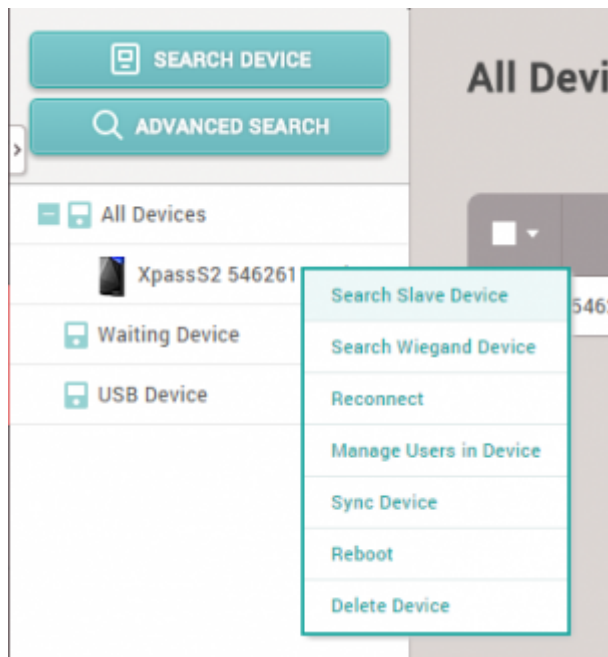 SEARCH DEVICE
ADVANCED SEARCH
All Devi
All Devices
XpassS2 546261
Search Slave Device
5462
Waiting Device
Search Wiegand Device
USB Device
Reconnect
Manage Users in Device
Sync Device
Reboot
Delete Device